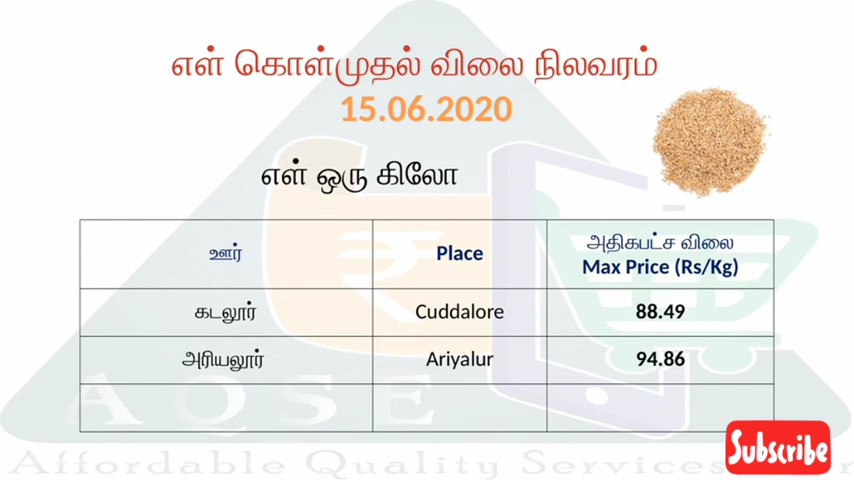 எள் கொள்முதல் விலை நிலவரம்
15.06.2020
எள் ஒரு கிலோ
ஊர் Place அதிகபட்ச விலை
Max Price (Rs/Kg)
கடலூர் Cuddalore 88.49
அரியலூர் Ariyalur 94.86
AQSE
Affordable Quality Services
Subscribe